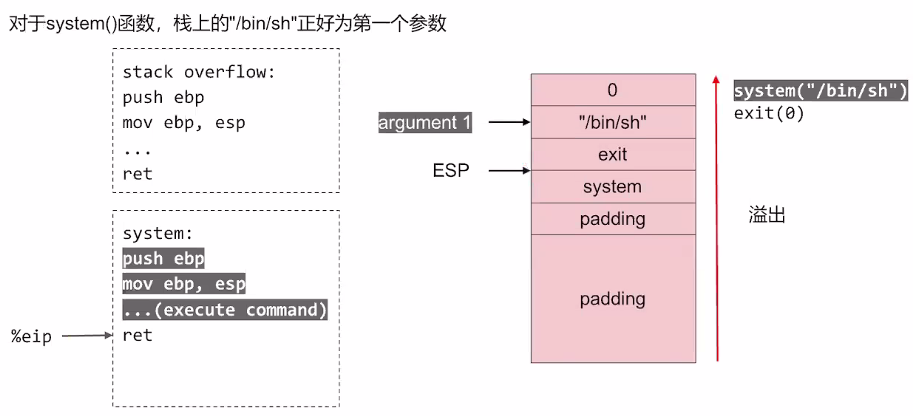 对于system()函数，栈上的"/bin/sh"正好为第一个参数
stack overflow:
push ebp
mov ebp, esp
...
ret
system:
push ebp
mov ebp, esp
...(execute command)
ret
%eip
argument 1
ESP
0
"/bin/sh"
exit
system
padding
padding
system("/bin/sh")
exit(0)
溢出